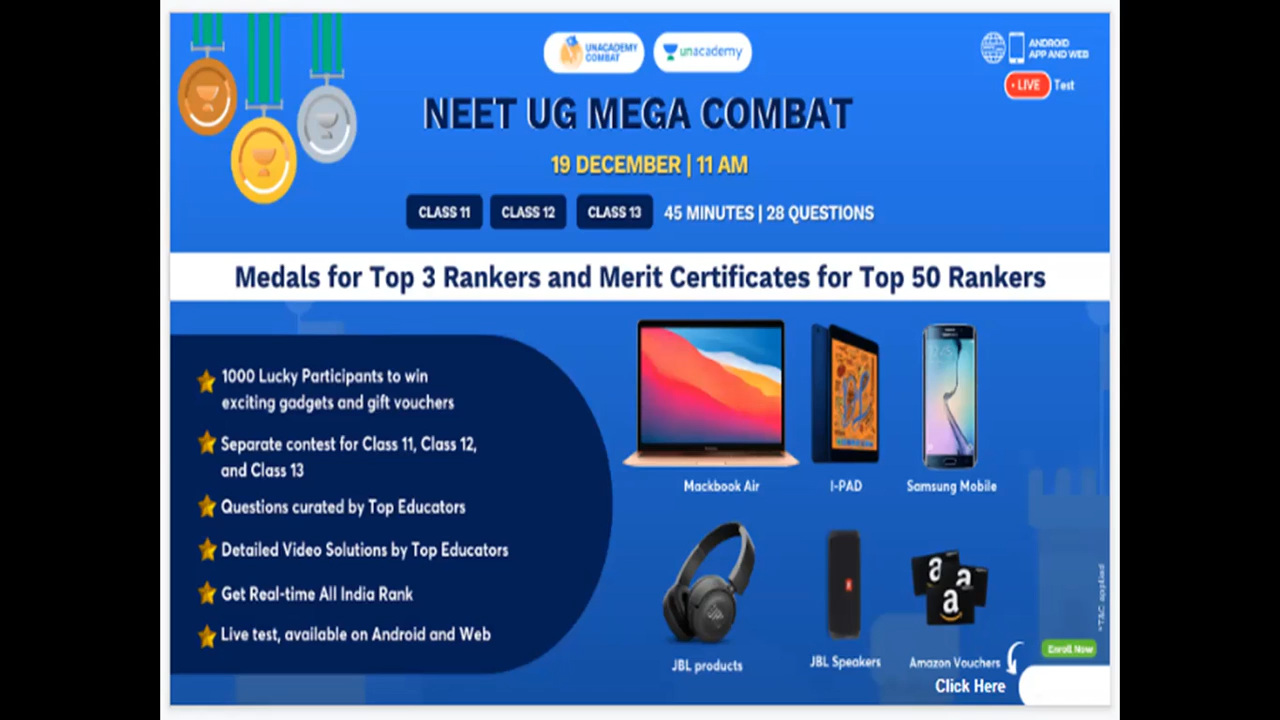 UNACADEMY
COMBAT
unacademy
ANDROID
APP AND WEB
LIVE Test
NEET UG MEGA COMBAT
19 DECEMBER | 11 AM
CLASS 11 CLASS 12 CLASS 13 45 MINUTES | 28 QUESTIONS
Medals for Top 3 Rankers and Merit Certificates for Top 50 Rankers
1000 Lucky Participants to win
exciting gadgets and gift vouchers
Separate contest for Class 11, Class 12,
and Class 13
Questions curated by Top Educators
Detailed Video Solutions by Top Educators
Get Real-time All India Rank
Live test, available on Android and Web
Mackbook Air I-PAD Samsung Mobile
JBL products JBL Speakers Amazon Vouchers
*T&C applied
Enroll Now
Click Here